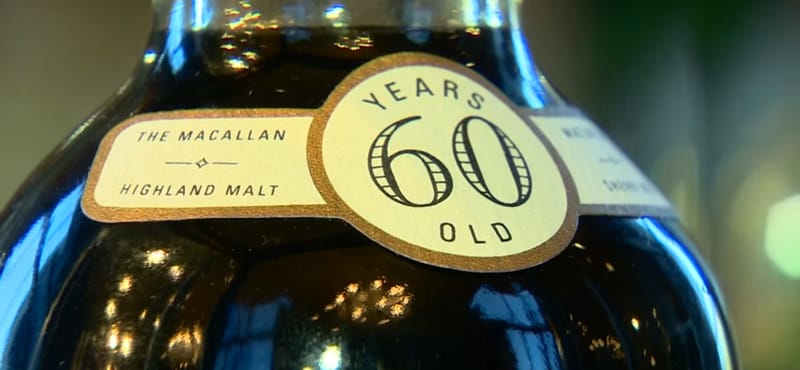 THE MACALLAN
HIGHLAND MALT
YEARS
60
OLD